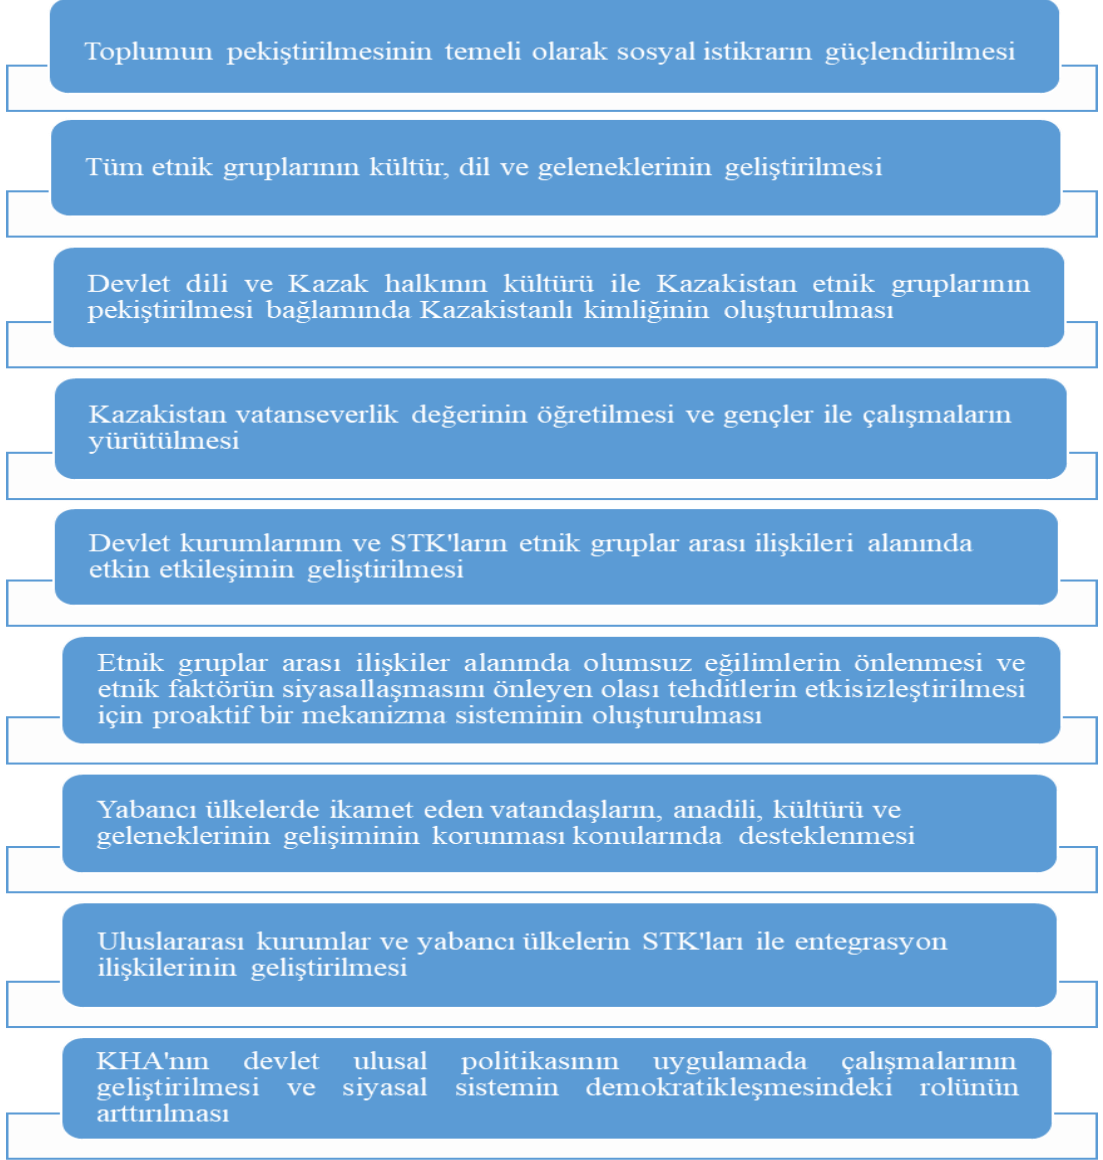 Toplumun pekiştirilmesinin temeli olarak sosyal istikrarın güçlendirilmesi
Tüm etnik gruplarının kültür, dil ve geleneklerinin geliştirilmesi
Devlet dili ve Kazak halkının kültürü ile Kazakistan etnik gruplarının
pekiştirilmesi bağlamında Kazakistanlı kimliğinin oluşturulması
Kazakistan vatanseverlik değerinin öğretilmesi ve gençler ile çalışmaların
yürütülmesi
Devlet kurumlarının ve STK'ların etnik gruplar arası ilişkileri alanında
etkin etkileşimin geliştirilmesi
Etnik gruplar arası ilişkiler alanında olumsuz eğilimlerin önlenmesi ve
etnik faktörün siyasallaşmasını önleyen olası tehditlerin etkisizleştirilmesi
için proaktif bir mekanizma sisteminin oluşturulması
Yabancı ülkelerde ikamet eden vatandaşların, anadili, kültürü ve
geleneklerinin gelişiminin korunması konularında desteklenmesi
Uluslararası kurumlar ve yabancı ülkelerin STK'ları ile entegrasyon
ilişkilerinin geliştirilmesi
KHA'nın devlet ulusal politikasının uygulamada çalışmalarının
geliştirilmesi ve siyasal sistemin demokratikleşmesindeki rolünün
arttırılması